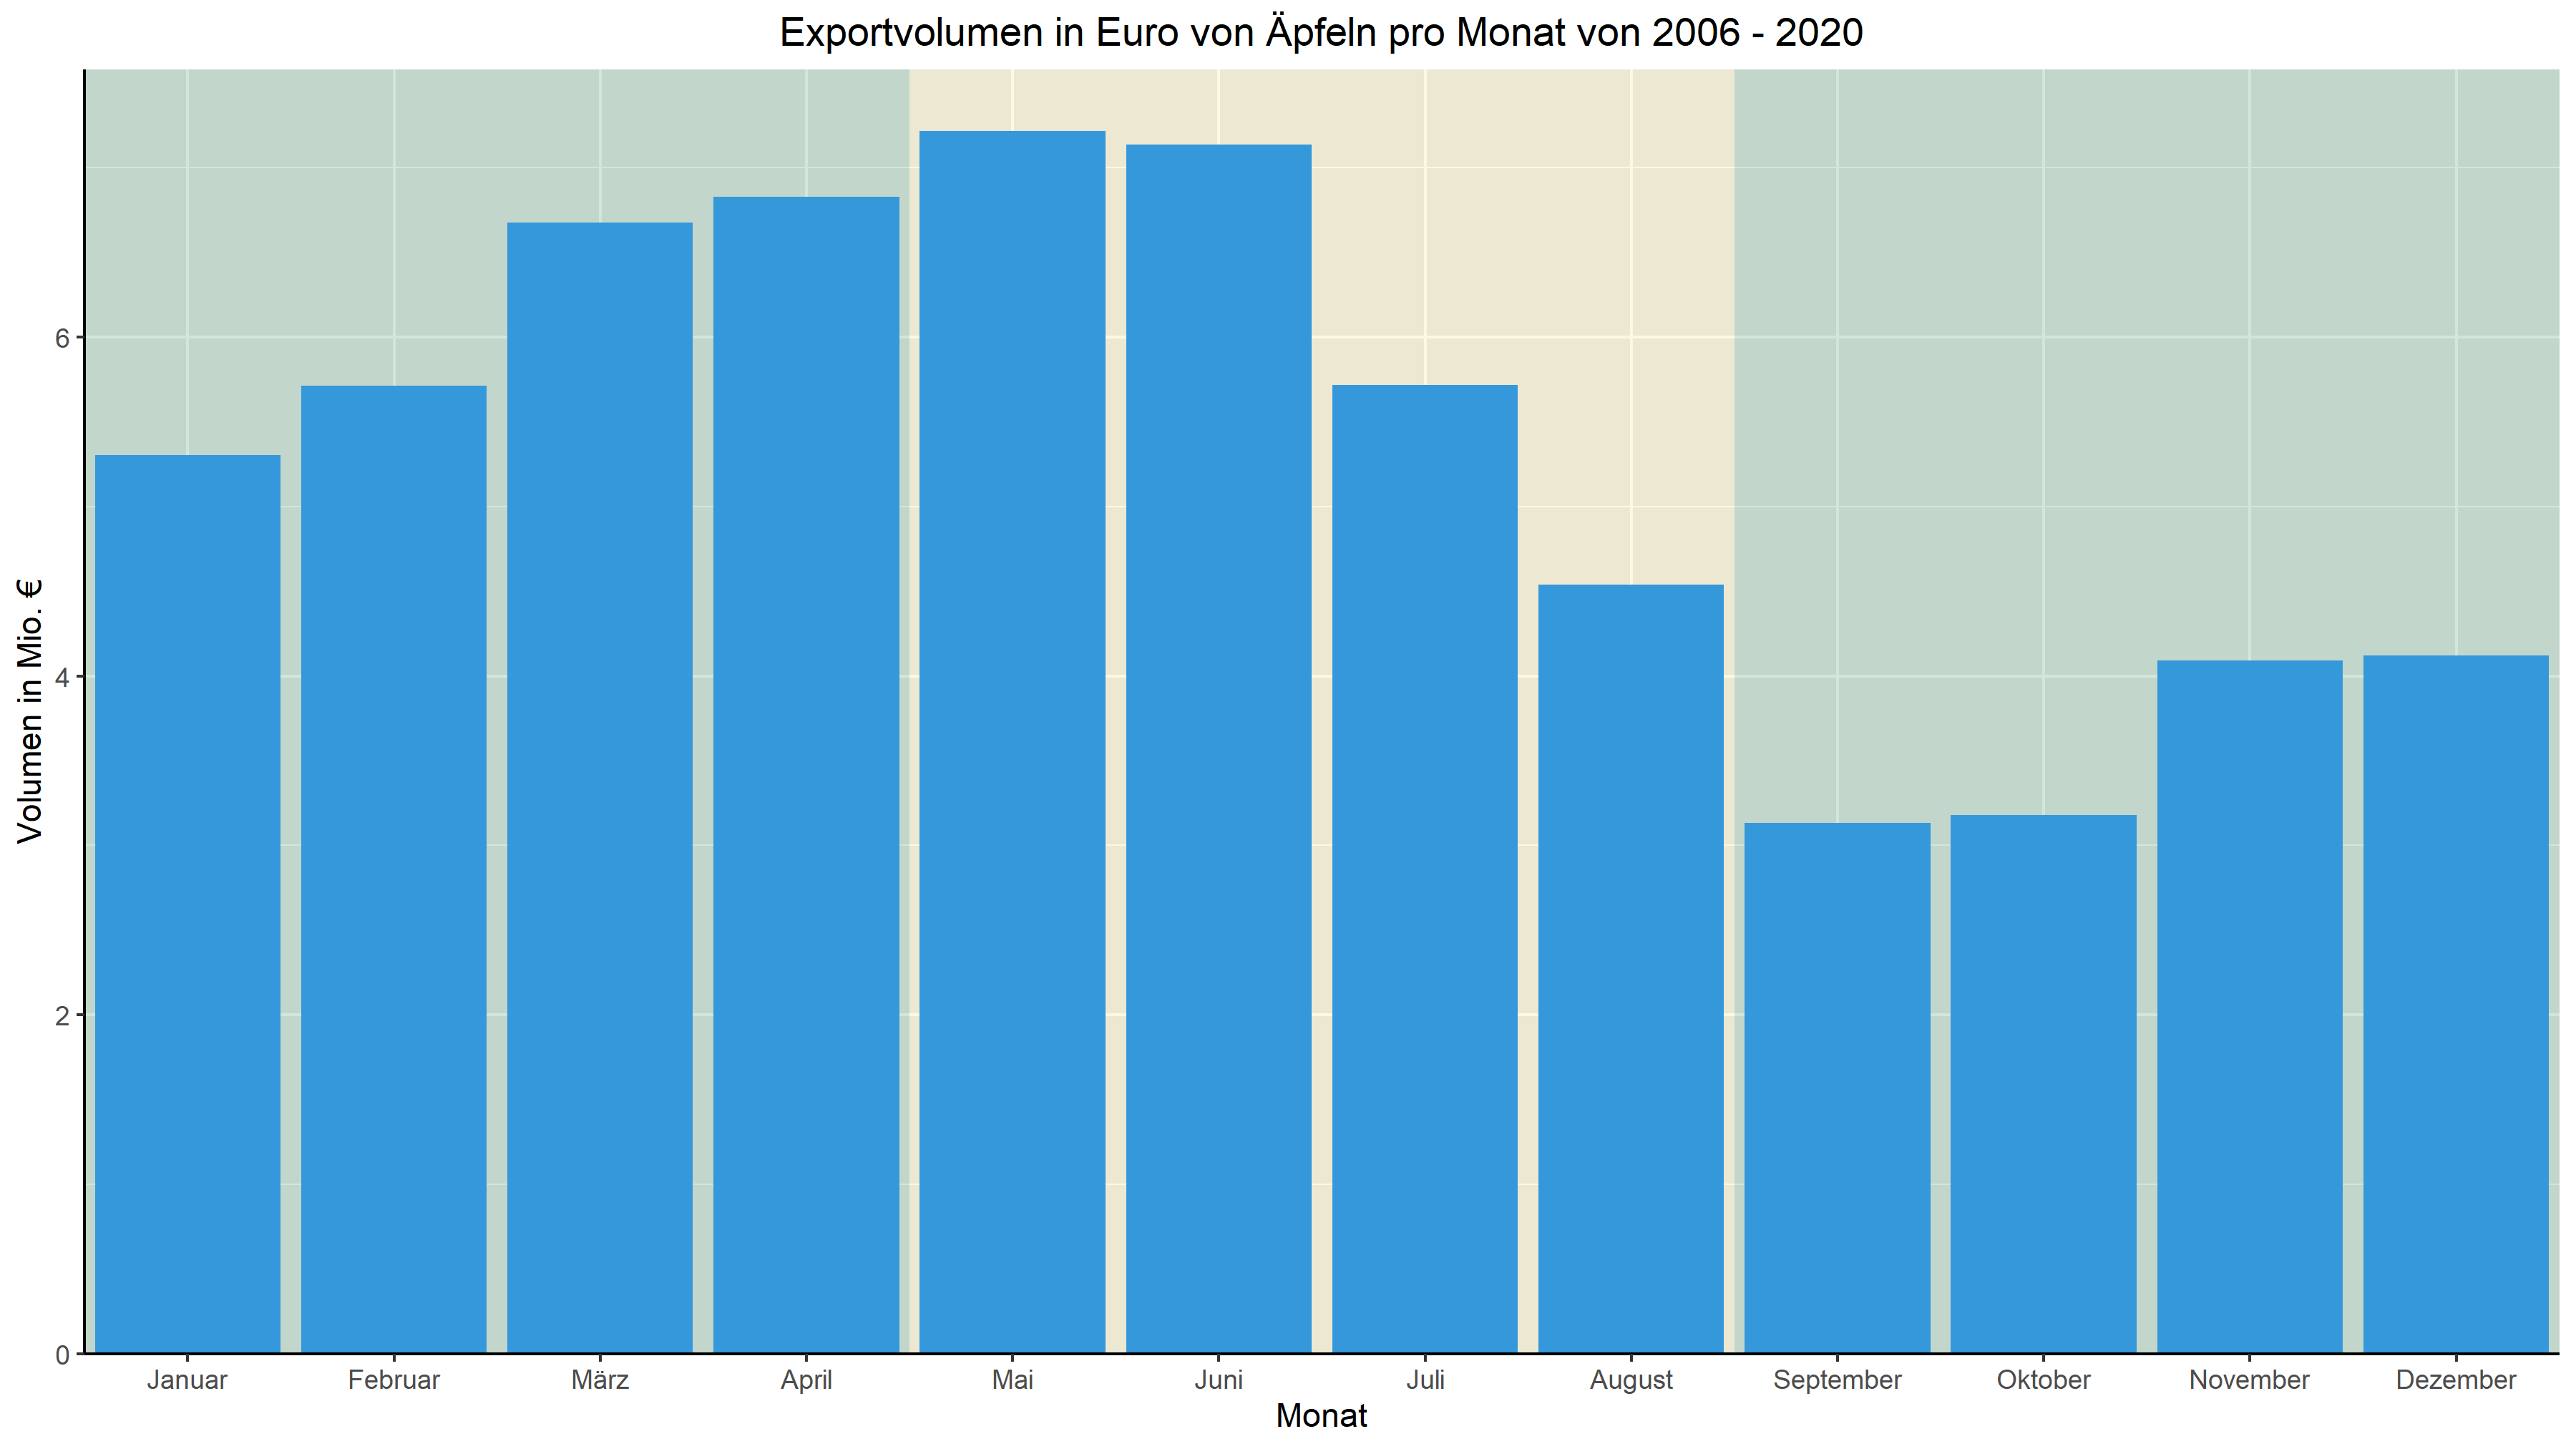 Exportvolumen in Euro von Äpfeln pro Monat von 2006 - 2020
Volumen in Mio. €
6
4
2
0
Januar Februar März April Mai Juni Juli August September Oktober November Dezember
Monat